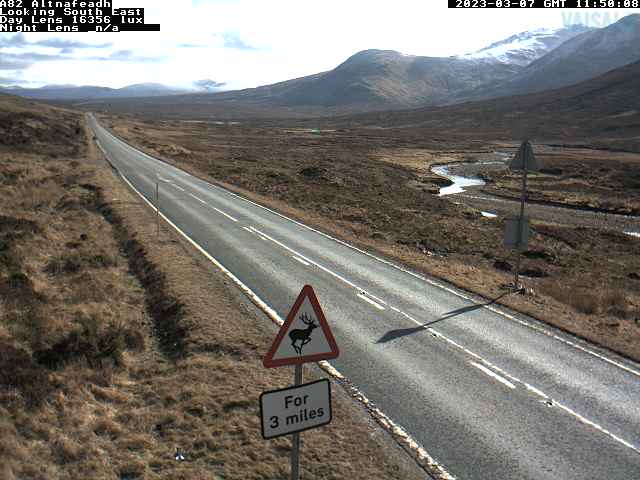 A82 Altnafeadh
Looking South East
Day Lens 16356 lux
Night Lens n/a
2023-03-07 GMT 11:50:08
VAISALA
For
3 miles